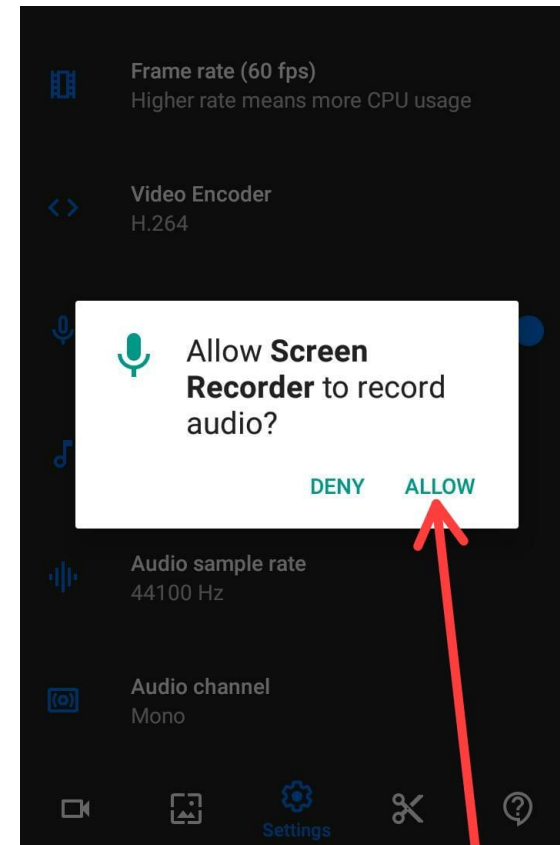 Frame rate (60 fps)
Higher rate means more CPU usage
Video Encoder
H.264
Allow Screen
Recorder to record
audio?
DENY ALLOW
Audio sample rate
44100 Hz
Audio channel
Mono
Settings